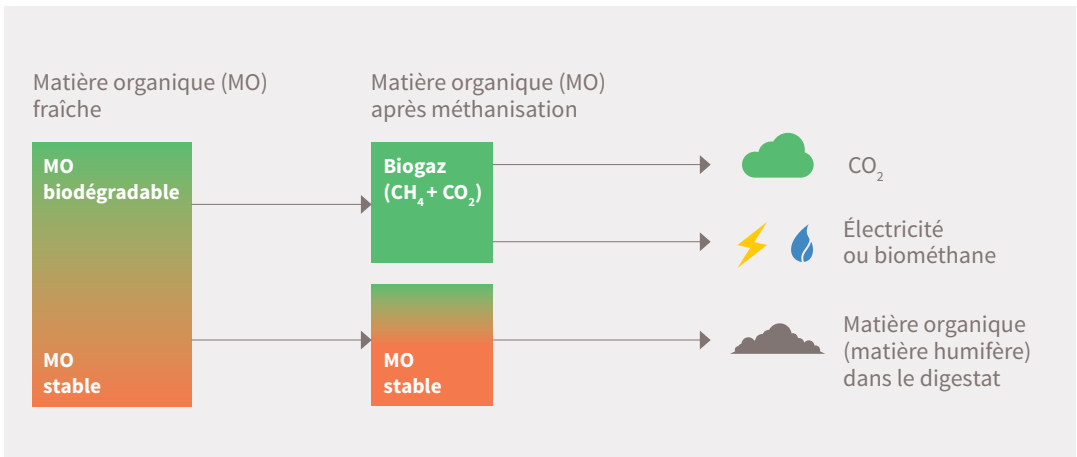 Matière organique (MO)
fraîche
Matière organique (MO)
après méthanisation
MO
biodégradable
MO
stable
Biogaz
(CH₄ + CO₂)
MO
stable
CO₂
Électricité
ou biométhane
Matière organique
(matière humifère)
dans le digestat